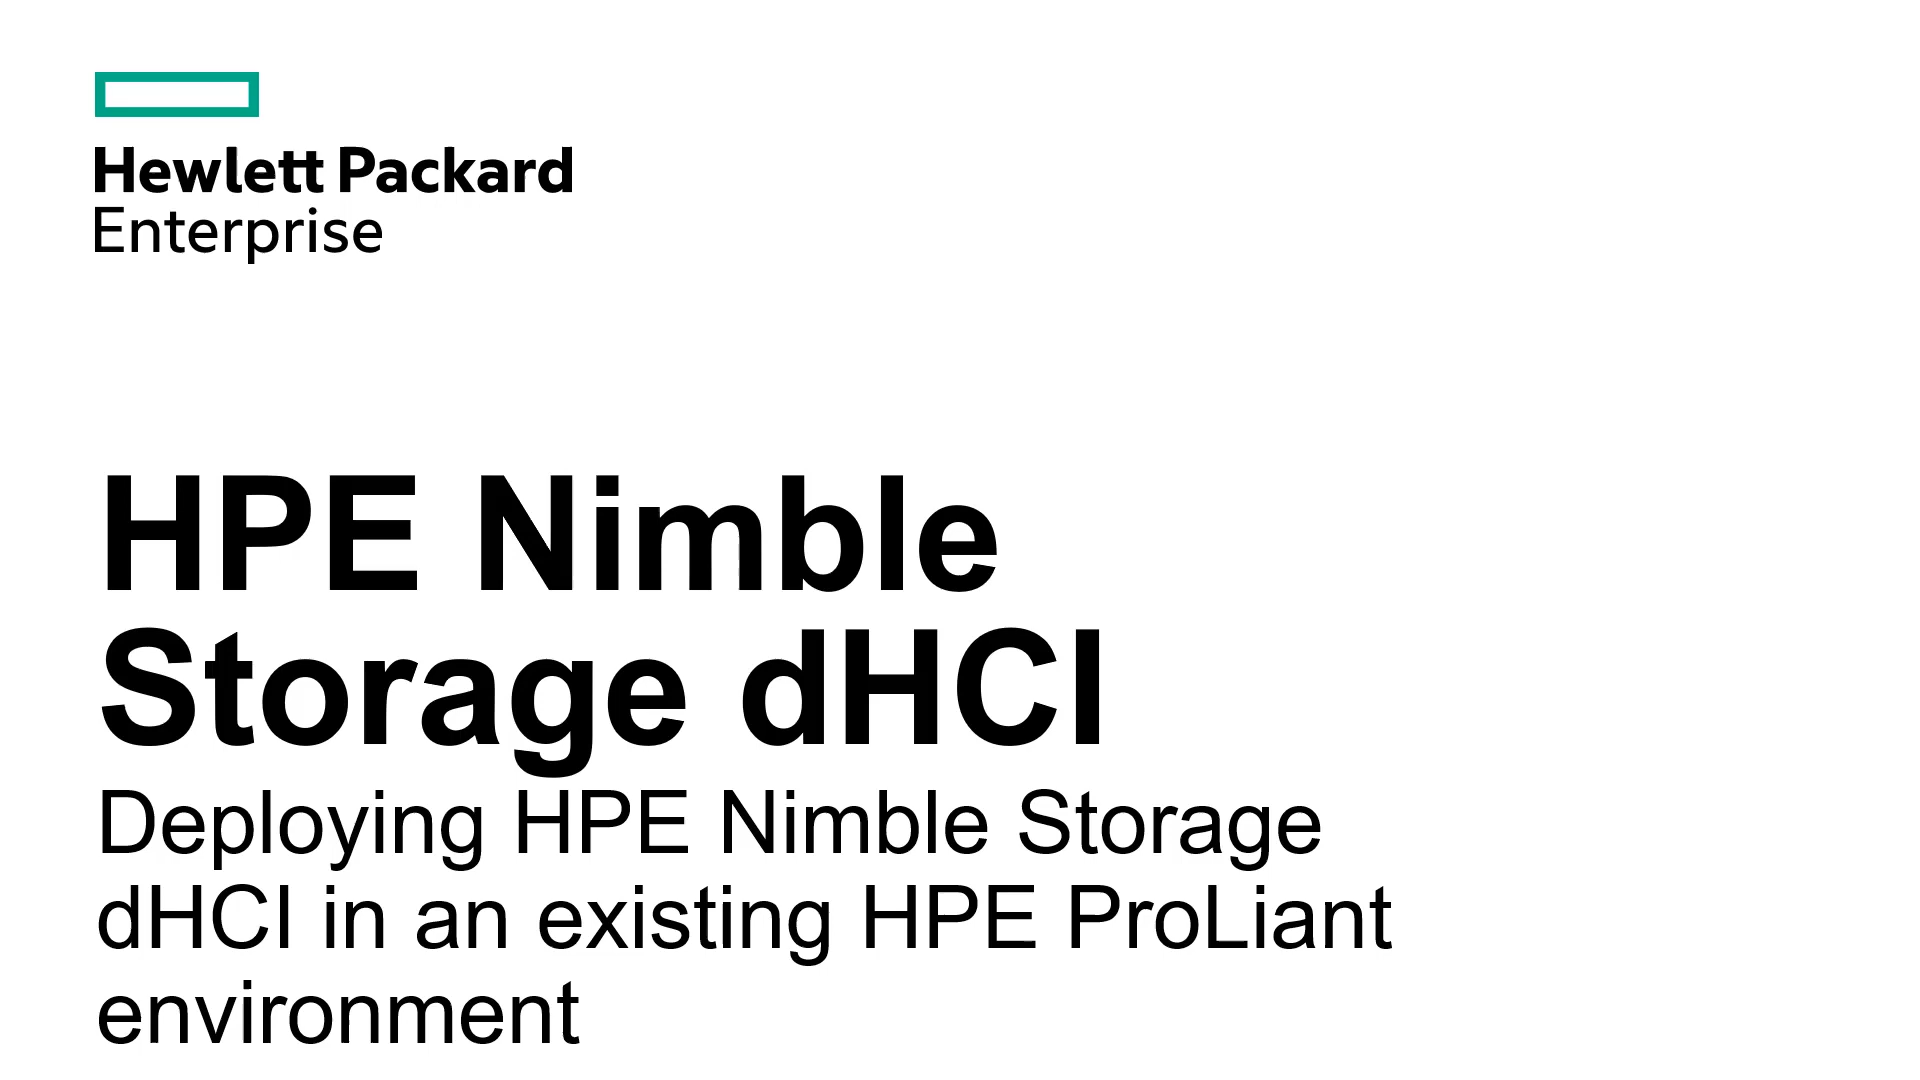 Hewlett Packard
Enterprise
HPE Nimble
Storage dHCI
Deploying HPE Nimble Storage
dHCI in an existing HPE ProLiant
environment